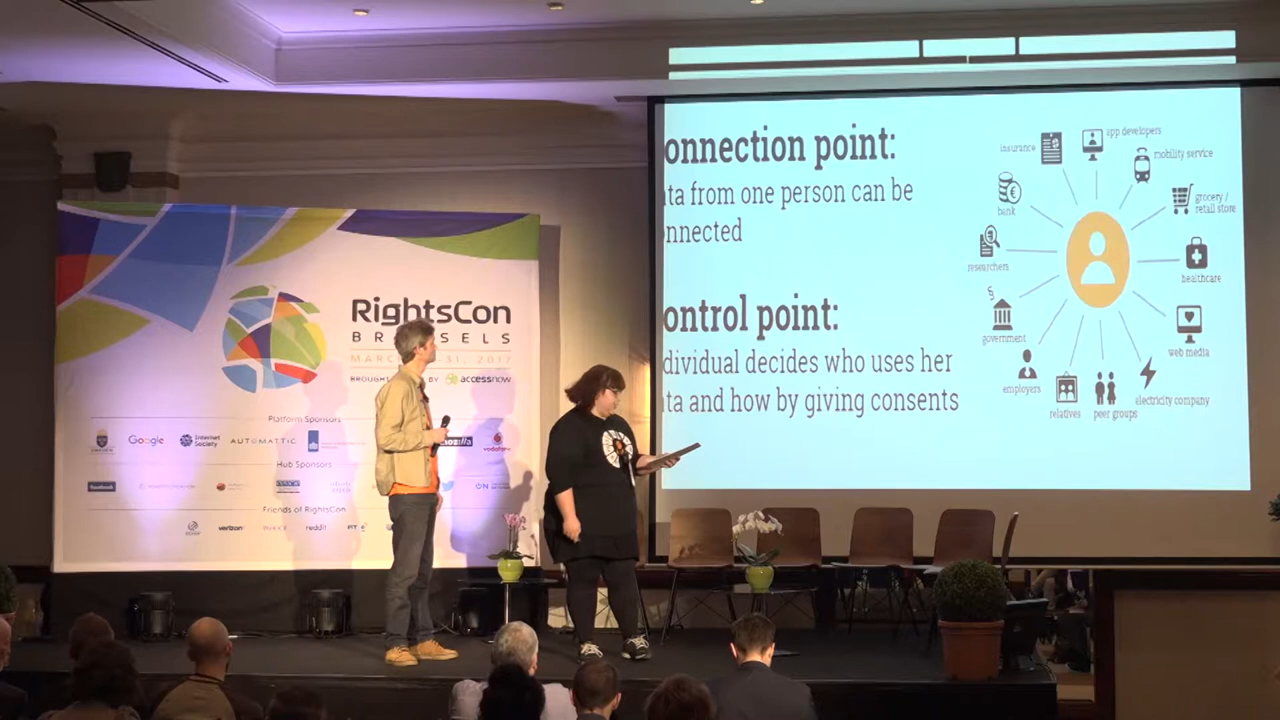 RightsCon
BROUGHT
BY accessnow
Platform Sponsors
Google
Internet Society
AUTOMATTIC
mozilla
vodafone
Hub Sponsors
facebook
Friends of RightsCon
verizon
reddit
onnection point:
ta from one person can be
nnected
ontrol point:
dividual decides who uses her
ta and how by giving consents
insurance
app developers
mobility service
bank
grocery /
retail store
researchers
healthcare
government
web media
employers
relatives
peer groups
electricity company